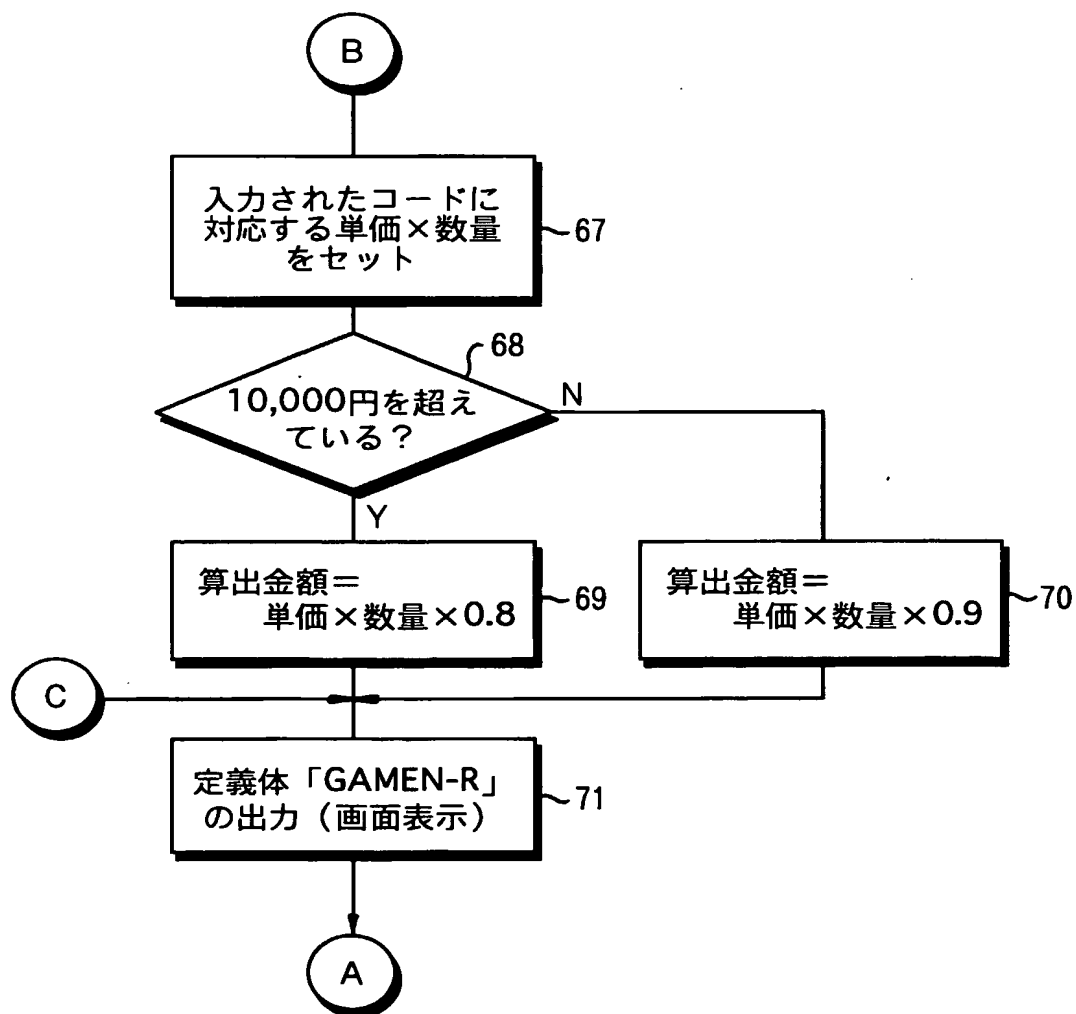 B
入力されたコードに
対応する単価×数量
をセット
67
68
10,000円を超え
ている？
N
Y
算出金額＝
単価×数量×0.8
69
算出金額＝
単価×数量×0.9
70
C
定義体「GAMEN-R」
の出力（画面表示）
71
A